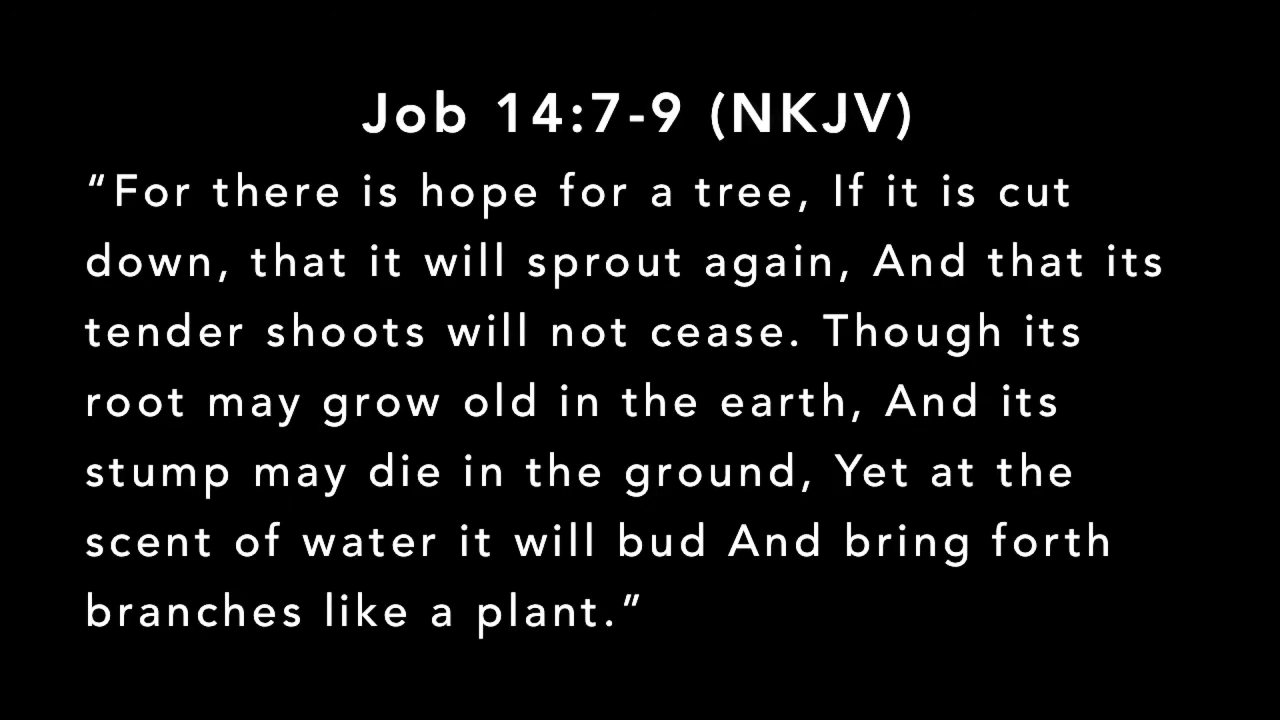 Job 14:7-9 (NKJV)
“For there is hope for a tree, If it is cut
down, that it will sprout again, And that its
tender shoots will not cease. Though its
root may grow old in the earth, And its
stump may die in the ground, Yet at the
scent of water it will bud And bring forth
branches like a plant.”